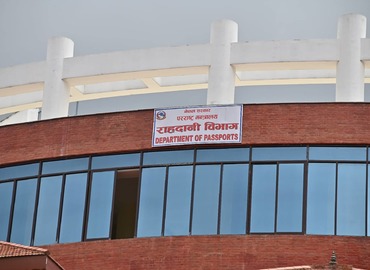 नेपाल सरकार
परराष्ट्र मन्त्रालय
राहदानी विभाग
DEPARTMENT OF PASSPORTS